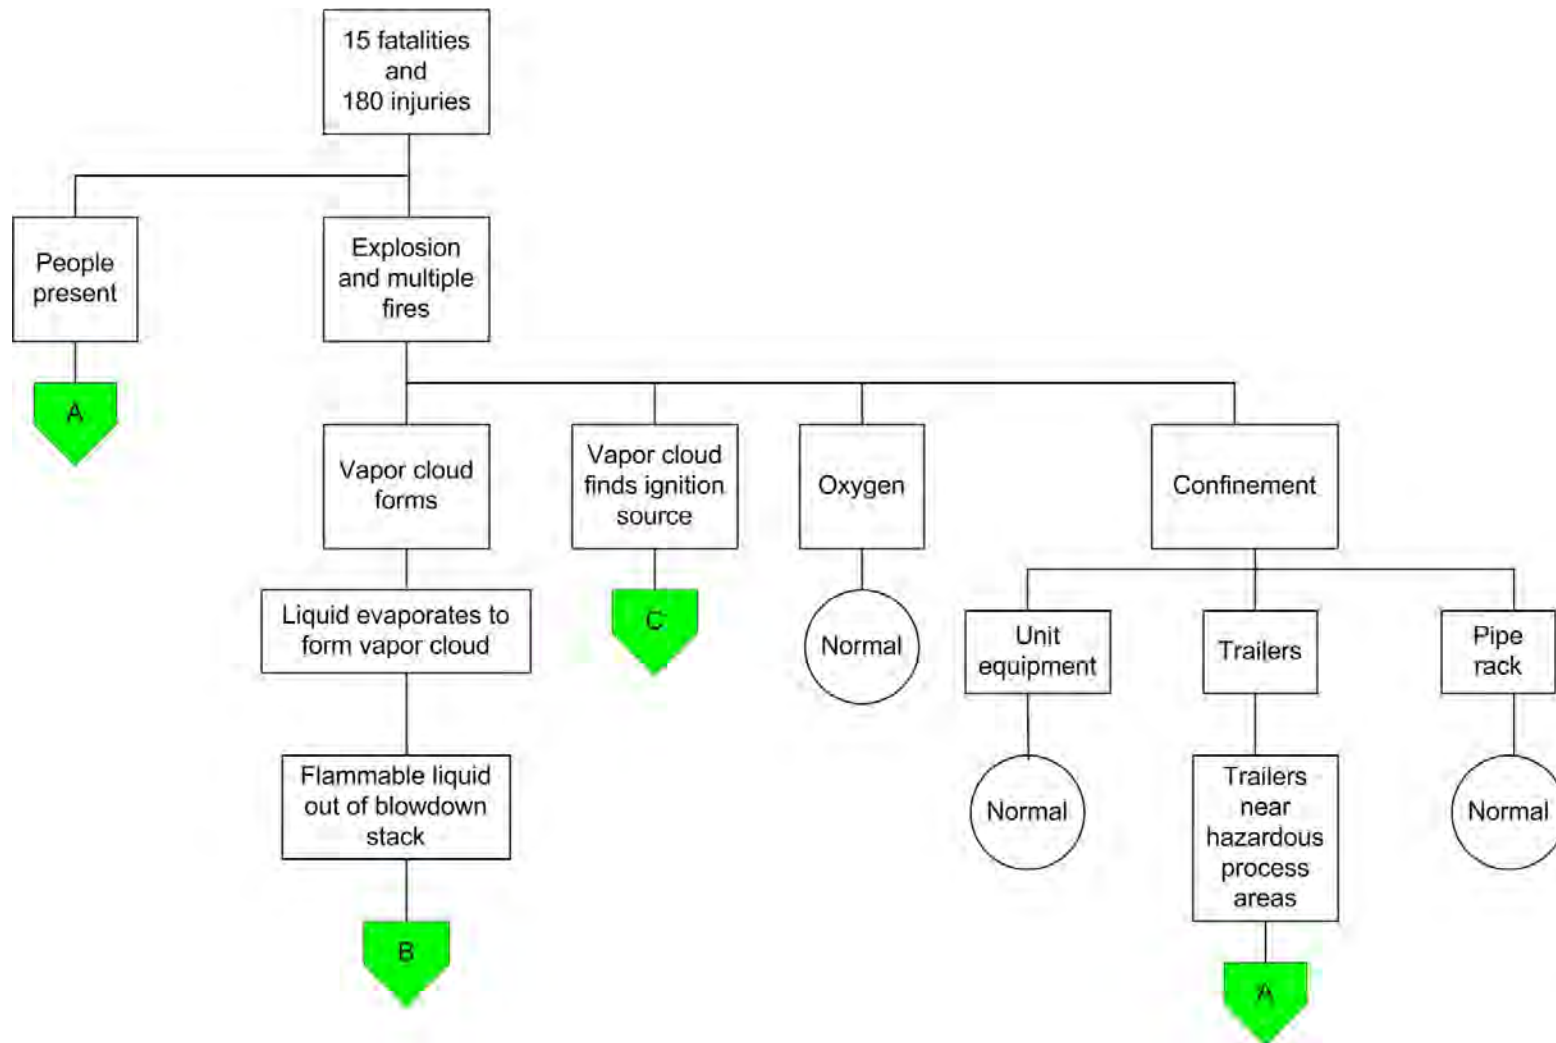 15 fatalities
and
180 injuries
People
present
Explosion
and multiple
fires
A
Vapor cloud
forms
Vapor cloud
finds ignition
source
Oxygen
Confinement
Liquid evaporates to
form vapor cloud
C
Normal
Unit
equipment
Trailers
Pipe
rack
Flammable liquid
out of blowdown
stack
Normal
Trailers
near
hazardous
process
areas
Normal
B
A